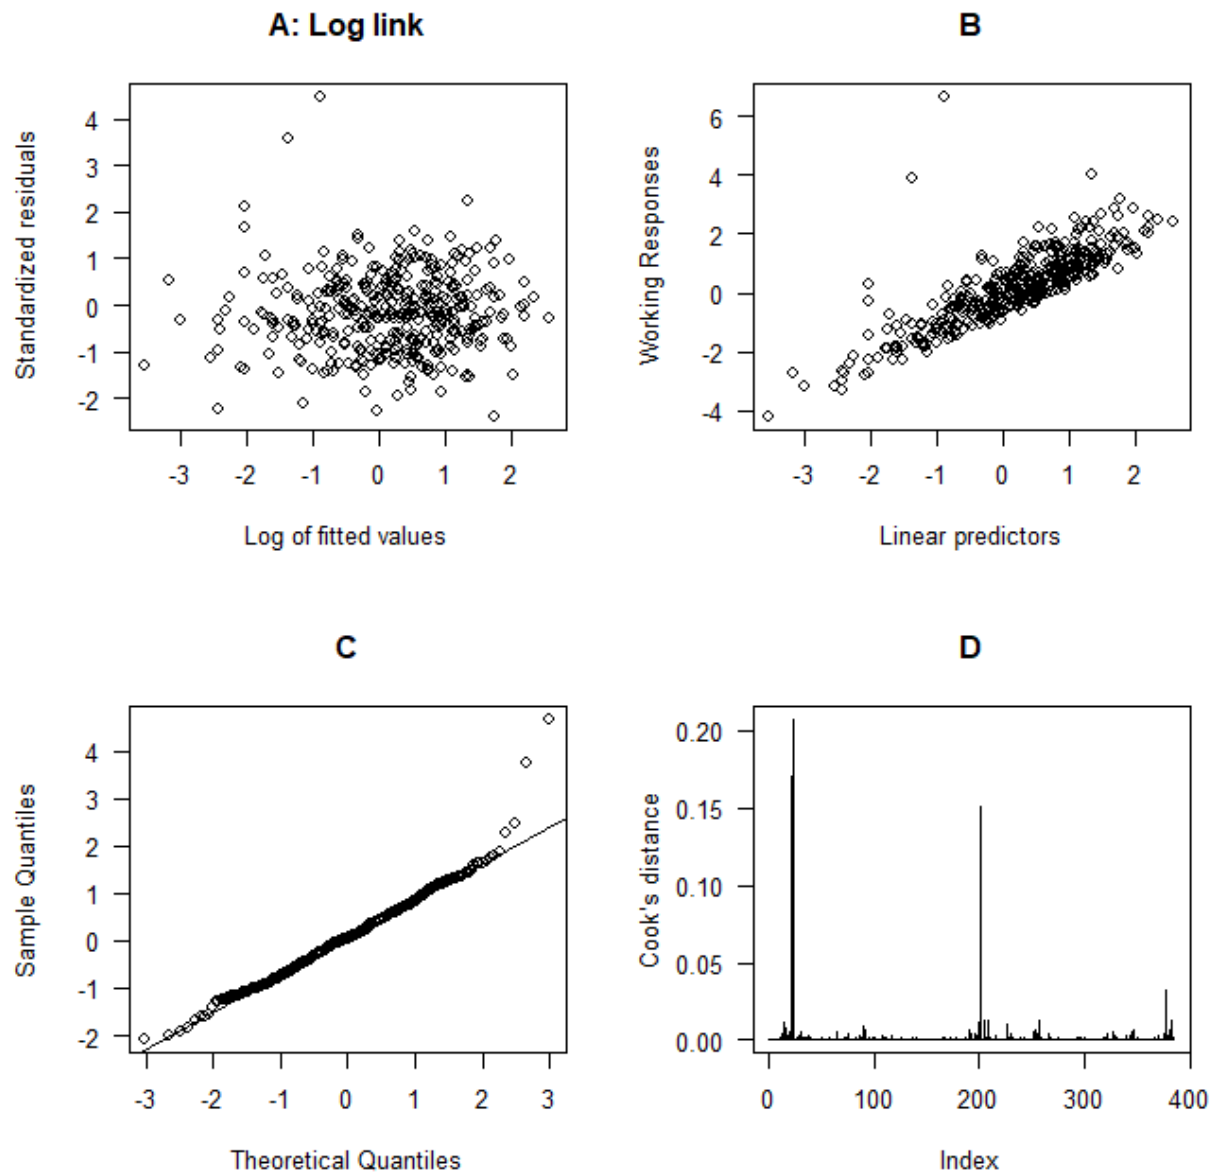 A: Log link
Standardized residuals
4
3
2
1
0
-1
-2
-3 -2 -1 0 1 2
Log of fitted values
B
Working Responses
6
4
2
0
-2
-4
-3 -2 -1 0 1 2
Linear predictors
C
Sample Quantiles
4
3
2
1
0
-1
-2
-3 -2 -1 0 1 2 3
Theoretical Quantiles
D
Cook's distance
0.20
0.15
0.10
0.05
0.00
0 100 200 300 400
Index